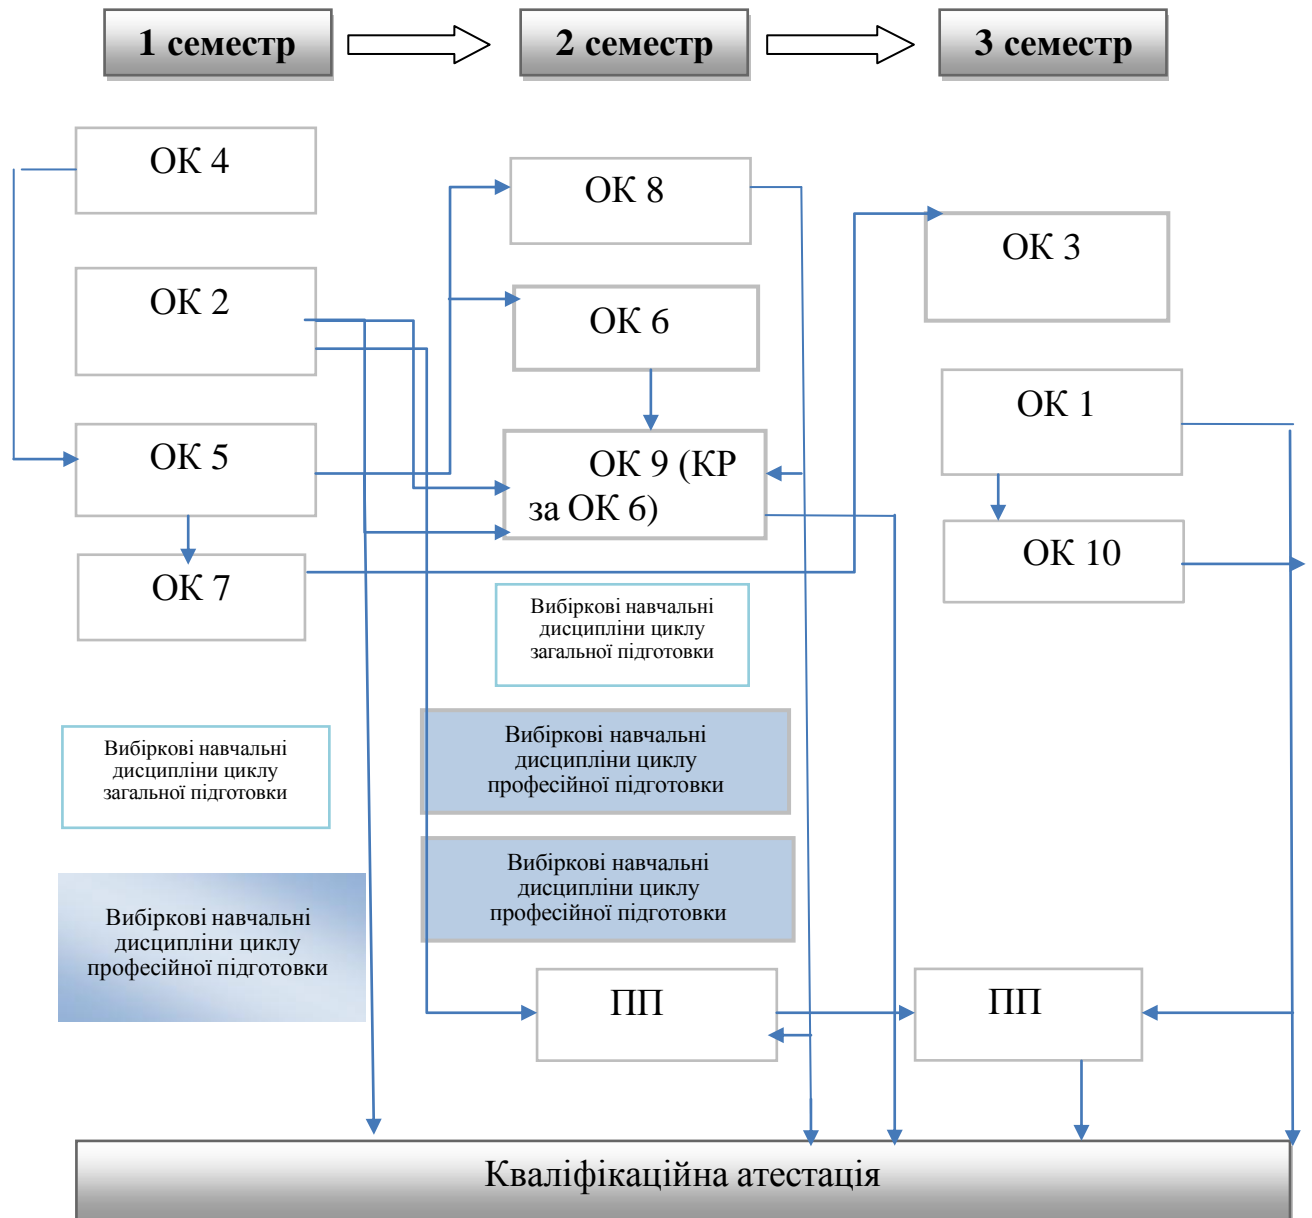 1 семестр
2 семестр
3 семестр
ОК 4
ОК 2
ОК 5
ОК 7
Вибіркові навчальні
дисципліни циклу
загальної підготовки
Вибіркові навчальні
дисципліни циклу
професійної підготовки
ОК 8
ОК 6
ОК 9 (КР
за ОК 6)
Вибіркові навчальні
дисципліни циклу
загальної підготовки
Вибіркові навчальні
дисципліни циклу
професійної підготовки
Вибіркові навчальні
дисципліни циклу
професійної підготовки
ПП
ОК 3
ОК 1
ОК 10
ПП
Кваліфікаційна атестація